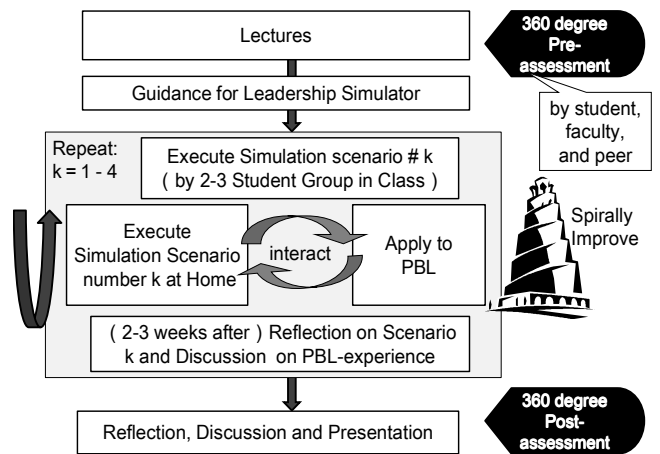 Lectures
360 degree
Pre-
assessment
Guidance for Leadership Simulator
by student,
faculty,
and peer
Repeat:
k = 1 - 4
Execute Simulation scenario # k
( by 2-3 Student Group in Class )
Execute
Simulation Scenario
number k at Home
interact
Apply to
PBL
Spirally
Improve
( 2-3 weeks after ) Reflection on Scenario
k and Discussion on PBL-experience
Reflection, Discussion and Presentation
360 degree
Post-
assessment